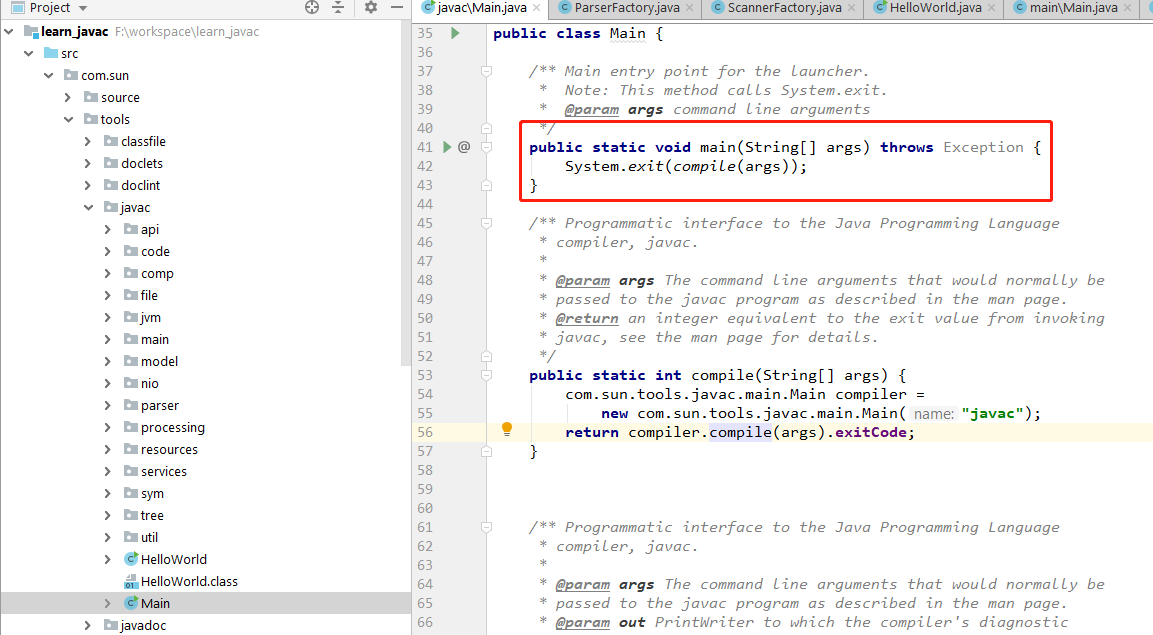 Project
learn_javac F:\workspace\learn_javac
src
com.sun
source
tools
classfile
doclets
doclint
javac
api
code
comp
file
jvm
main
model
nio
parser
processing
resources
services
sym
tree
util
HelloWorld
HelloWorld.class
Main
javadoc
javac\Main.java
ParserFactory.java
ScannerFactory.java
HelloWorld.java
main\Main.java
35 public class Main {
36
37 /** Main entry point for the launcher.
38 * Note: This method calls System.exit.
39 * @param args command line arguments
40 */
41 @ public static void main(String[] args) throws Exception {
42 System.exit(compile(args));
43 }
44
45 /** Programmatic interface to the Java Programming Language
46 * compiler, javac.
47 *
48 * @param args The command line arguments that would normally be
49 * passed to the javac program as described in the man page.
50 * @return an integer equivalent to the exit value from invoking
51 * javac, see the man page for details.
52 */
53 public static int compile(String[] args) {
54 com.sun.tools.javac.main.Main compiler =
55 new com.sun.tools.javac.main.Main( name: "javac");
56 return compiler.compile(args).exitCode;
57 }
58
59
60
61 /** Programmatic interface to the Java Programming Language
62 * compiler, javac.
63 *
64 * @param args The command line arguments that would normally be
65 * passed to the javac program as described in the man page.
66 * @param out PrintWriter to which the compiler's diagnostic